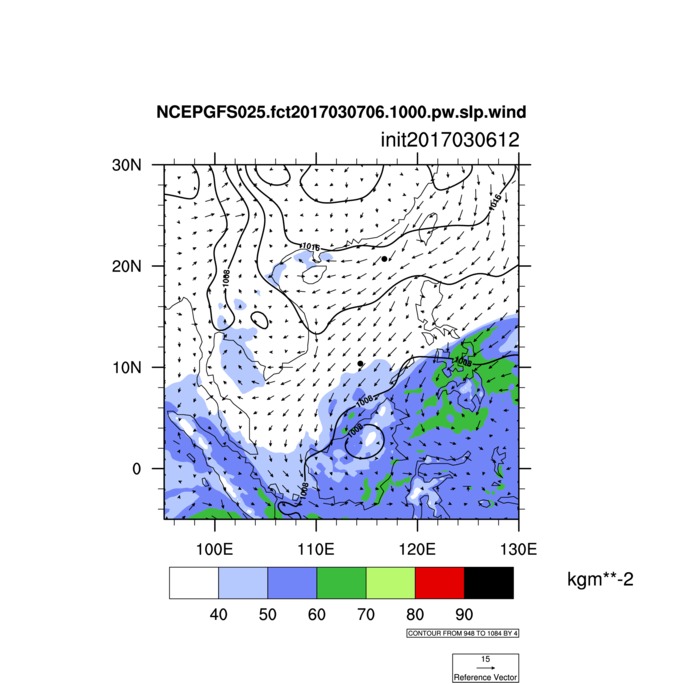 NCEPGFS025.fct2017030706.1000.pw.slp.wind
init2017030612
30N
20N
10N
0
1016
1016
1008
1008
1008
1008
1008
100E 110E 120E 130E
40 50 60 70 80 90
kgm**-2
CONTOUR FROM 948 TO 1084 BY 4
15
Reference Vector